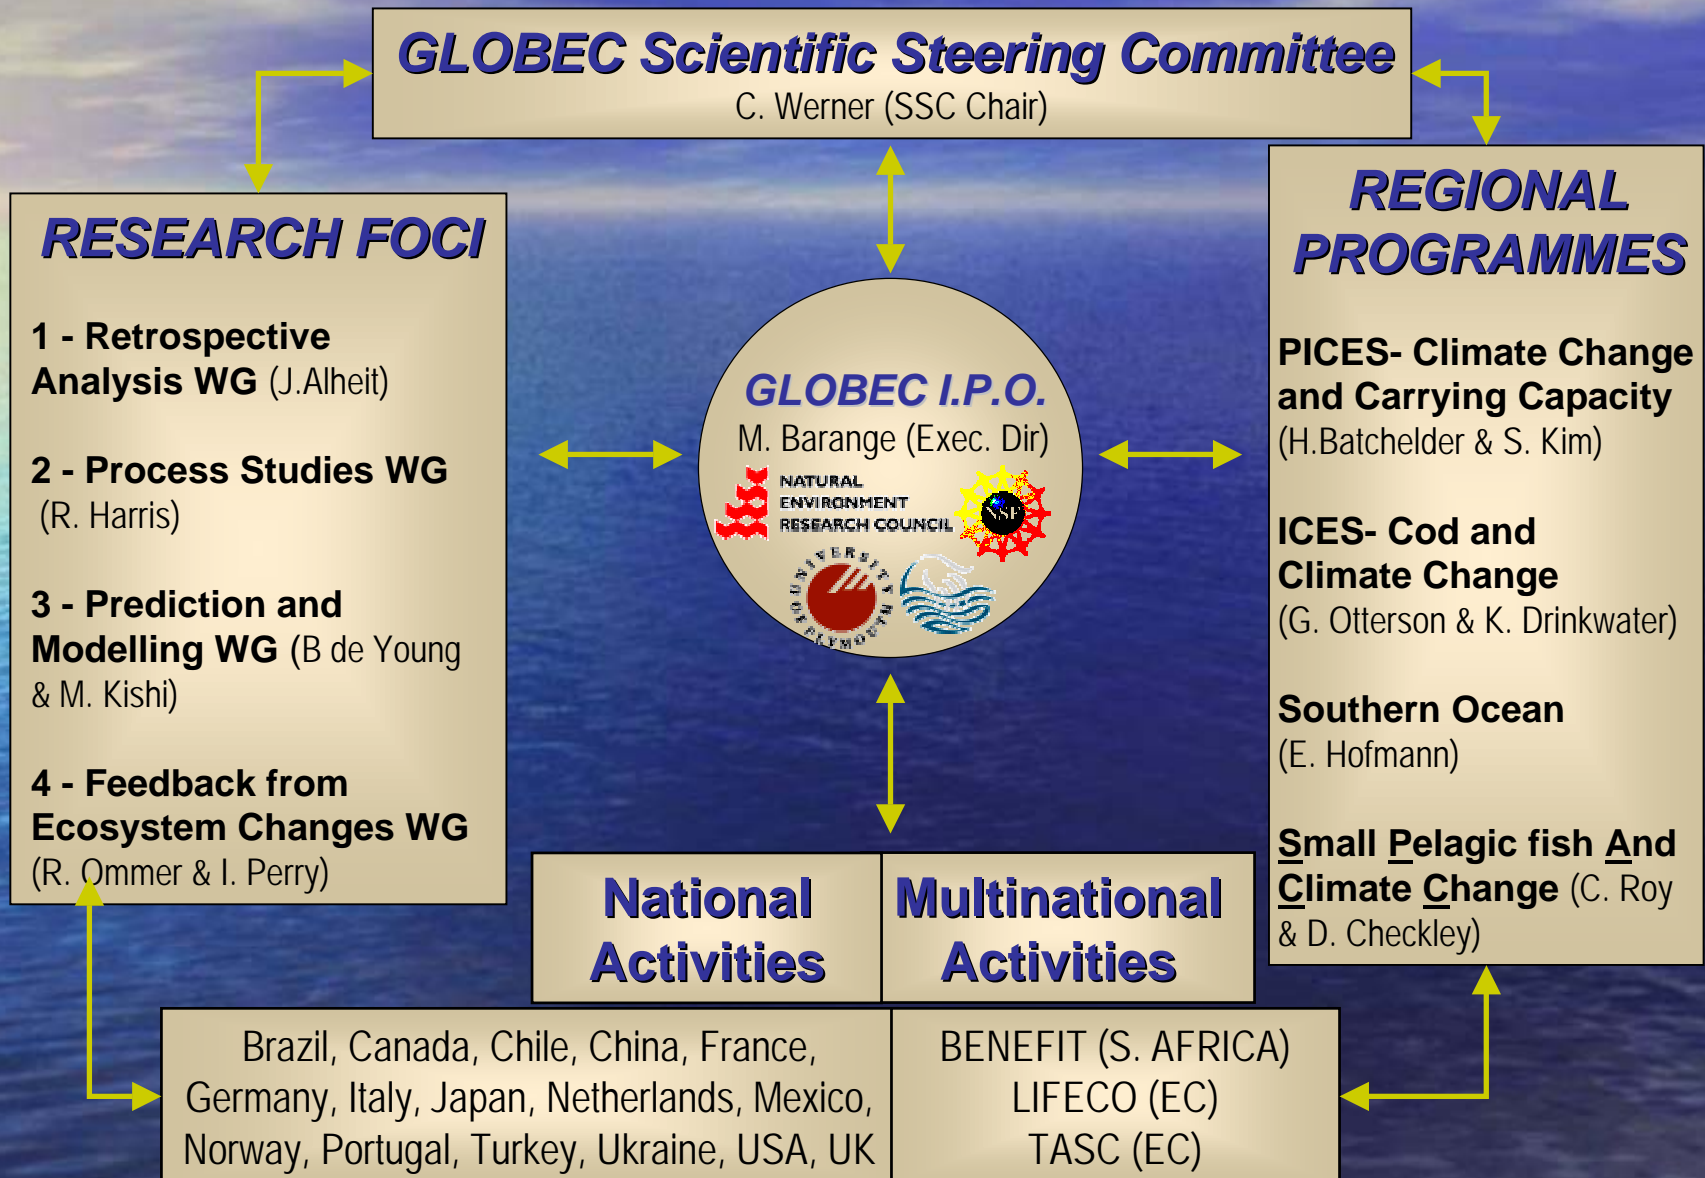 GLOBEC Scientific Steering Committee
C. Werner (SSC Chair)
RESEARCH FOCI
1 - Retrospective
Analysis WG (J.Alheit)
2 - Process Studies WG
(R. Harris)
3 - Prediction and
Modelling WG (B de Young
& M. Kishi)
4 - Feedback from
Ecosystem Changes WG
(R. Ommer & I. Perry)
GLOBEC I.P.O.
M. Barange (Exec. Dir)
NATURAL
ENVIRONMENT
RESEARCH COUNCIL
NSF
UNIVERSITY OF PLYMOUTH
REGIONAL
PROGRAMMES
PICES- Climate Change
and Carrying Capacity
(H.Batchelder & S. Kim)
ICES- Cod and
Climate Change
(G. Otterson & K. Drinkwater)
Southern Ocean
(E. Hofmann)
Small Pelagic fish And
Climate Change (C. Roy
& D. Checkley)
National
Activities
Multinational
Activities
Brazil, Canada, Chile, China, France,
Germany, Italy, Japan, Netherlands, Mexico,
Norway, Portugal, Turkey, Ukraine, USA, UK
BENEFIT (S. AFRICA)
LIFECO (EC)
TASC (EC)